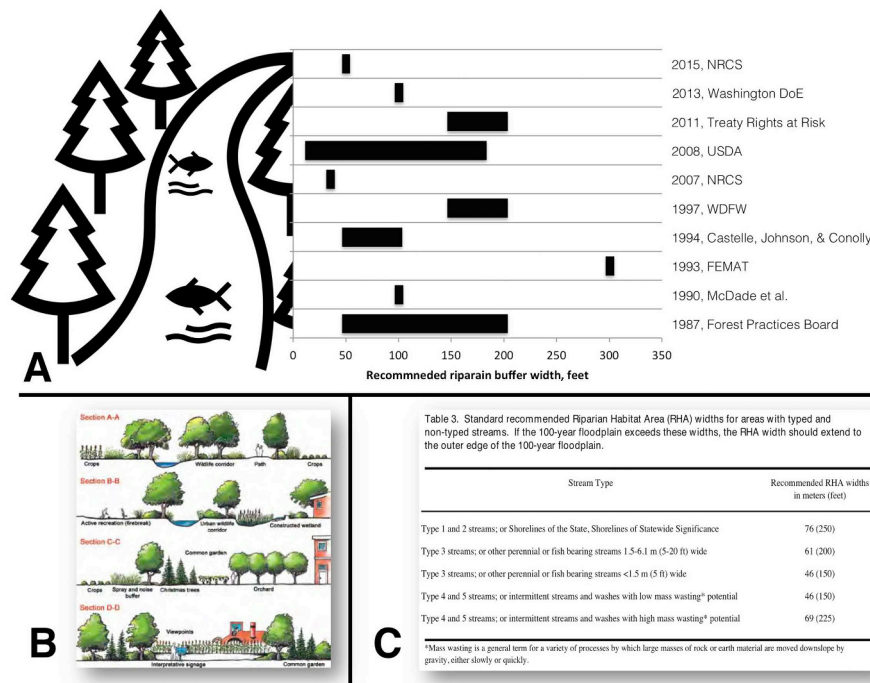 2015, NRCS
2013, Washington DoE
2011, Treaty Rights at Risk
2008, USDA
2007, NRCS
1997, WDFW
1994, Castelle, Johnson, & Conolly
1993, FEMAT
1990, McDade et al.
1987, Forest Practices Board
0 50 100 150 200 250 300 350
Recommneded riparain buffer width, feet
A
Section A-A
Crops Wildlife corridor Path Crops
Section B-B
Active recreation (firebreak) Urban wildlife corridor Constructed wetland
Section C-C
Common garden
Crops Spray and noise buffer Christmas trees Orchard
Section D-D
Viewpoints
Interpretive signage Common garden
B
Table 3. Standard recommended Riparian Habitat Area (RHA) widths for areas with typed and
non-typed streams. If the 100-year floodplain exceeds these widths, the RHA width should extend to
the outer edge of the 100-year floodplain.
Stream Type Recommended RHA widths
in meters (feet)
Type 1 and 2 streams; or Shorelines of the State, Shorelines of Statewide Significance 76 (250)
Type 3 streams; or other perennial or fish bearing streams 1.5-6.1 m (5-20 ft) wide 61 (200)
Type 3 streams; or other perennial or fish bearing streams <1.5 m (5 ft) wide 46 (150)
Type 4 and 5 streams; or intermittent streams and washes with low mass wasting* potential 46 (150)
Type 4 and 5 streams; or intermittent streams and washes with high mass wasting* potential 69 (225)
*Mass wasting is a general term for a variety of processes by which large masses of rock or earth material are moved downslope by
gravity, either slowly or quickly.
C